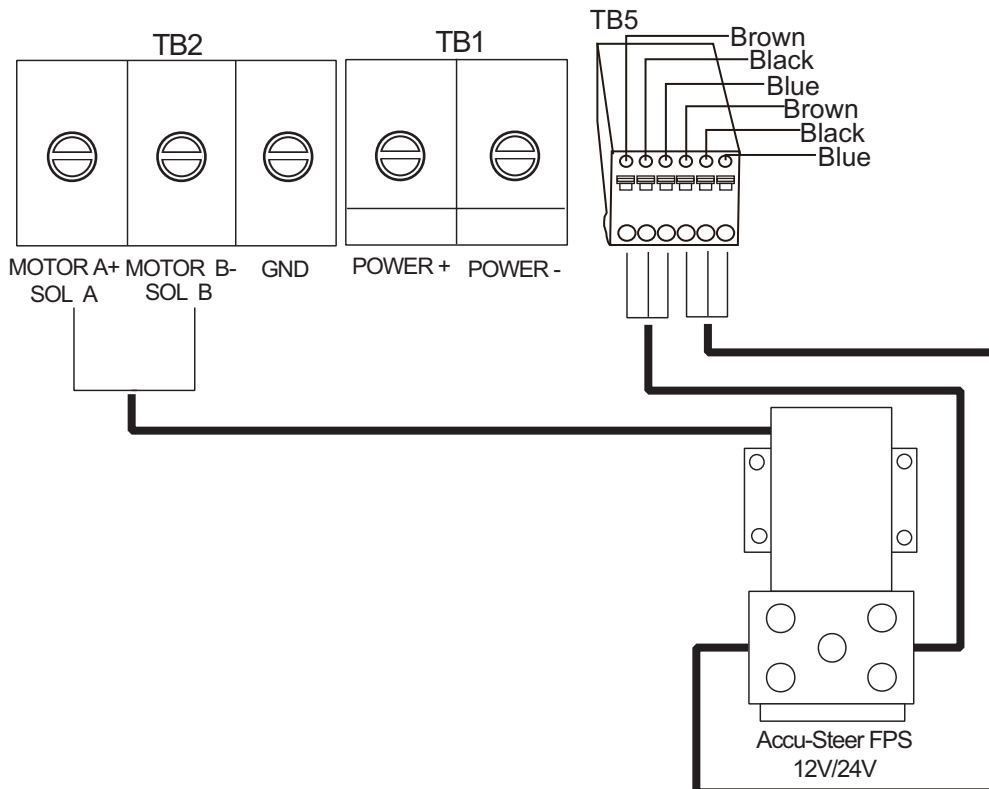 TB5
TB2
TB1
Brown
Black
Blue
Brown
Black
Blue
MOTOR A+ MOTOR B- GND POWER + POWER -
SOL A SOL B
Accu-Steer FPS
12V/24V